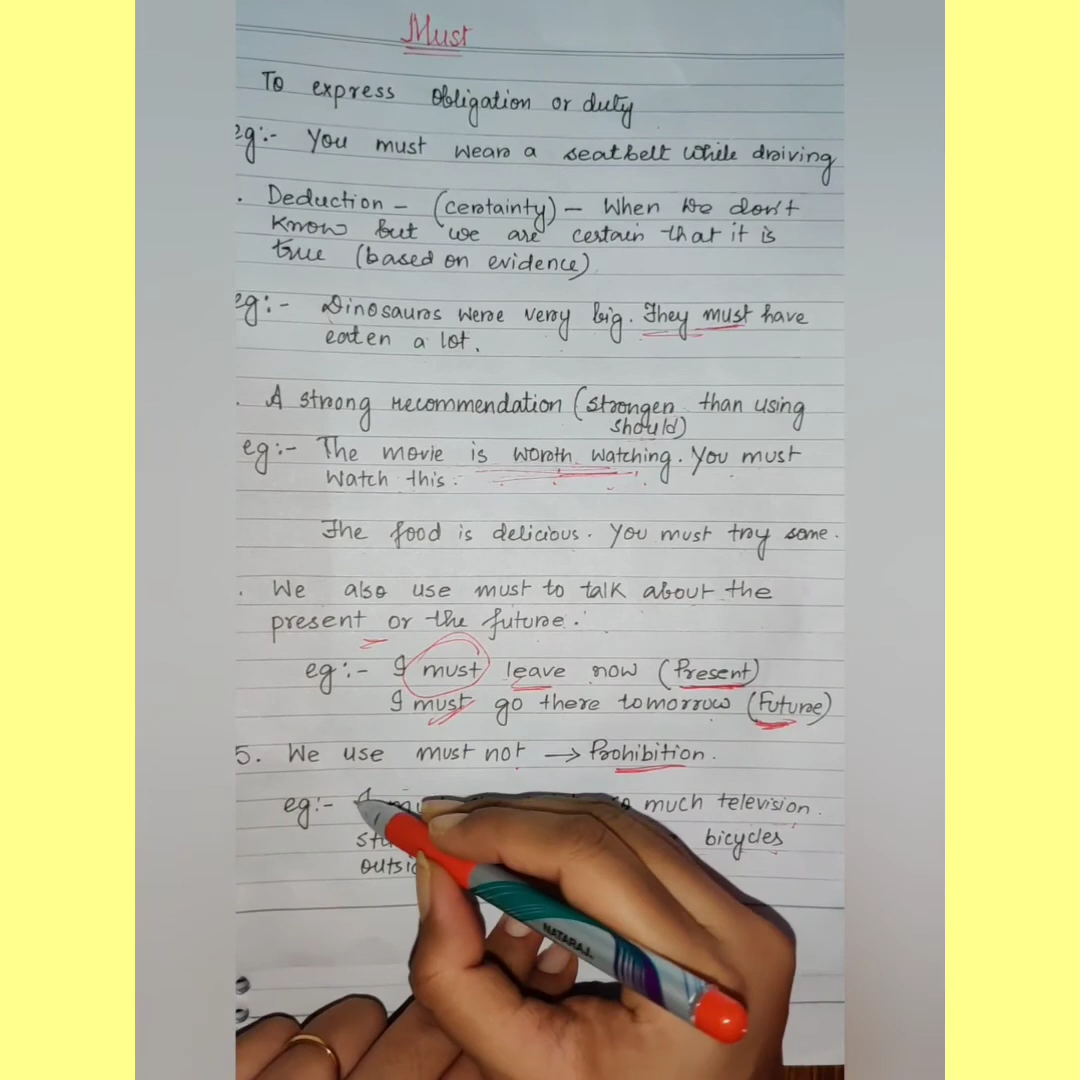 Must
To express obligation or duty
eg:- You must wear a seatbelt while driving
. Deduction - (certainty) - When we don't
know but we are certain that it is
true (based on evidence)
eg:- Dinosaurs were very big. They must have
eaten a lot.
. A strong recommendation (stronger than using
should)
eg:- The movie is worth watching. You must
watch this.
The food is delicious. You must try some.
. We also use must to talk about the
present or the future.
eg:- I must leave now (Present)
I must go there tomorrow (Future)
5. We use must not → Prohibition.
eg:- I much television.
bicycles
NATARAJ